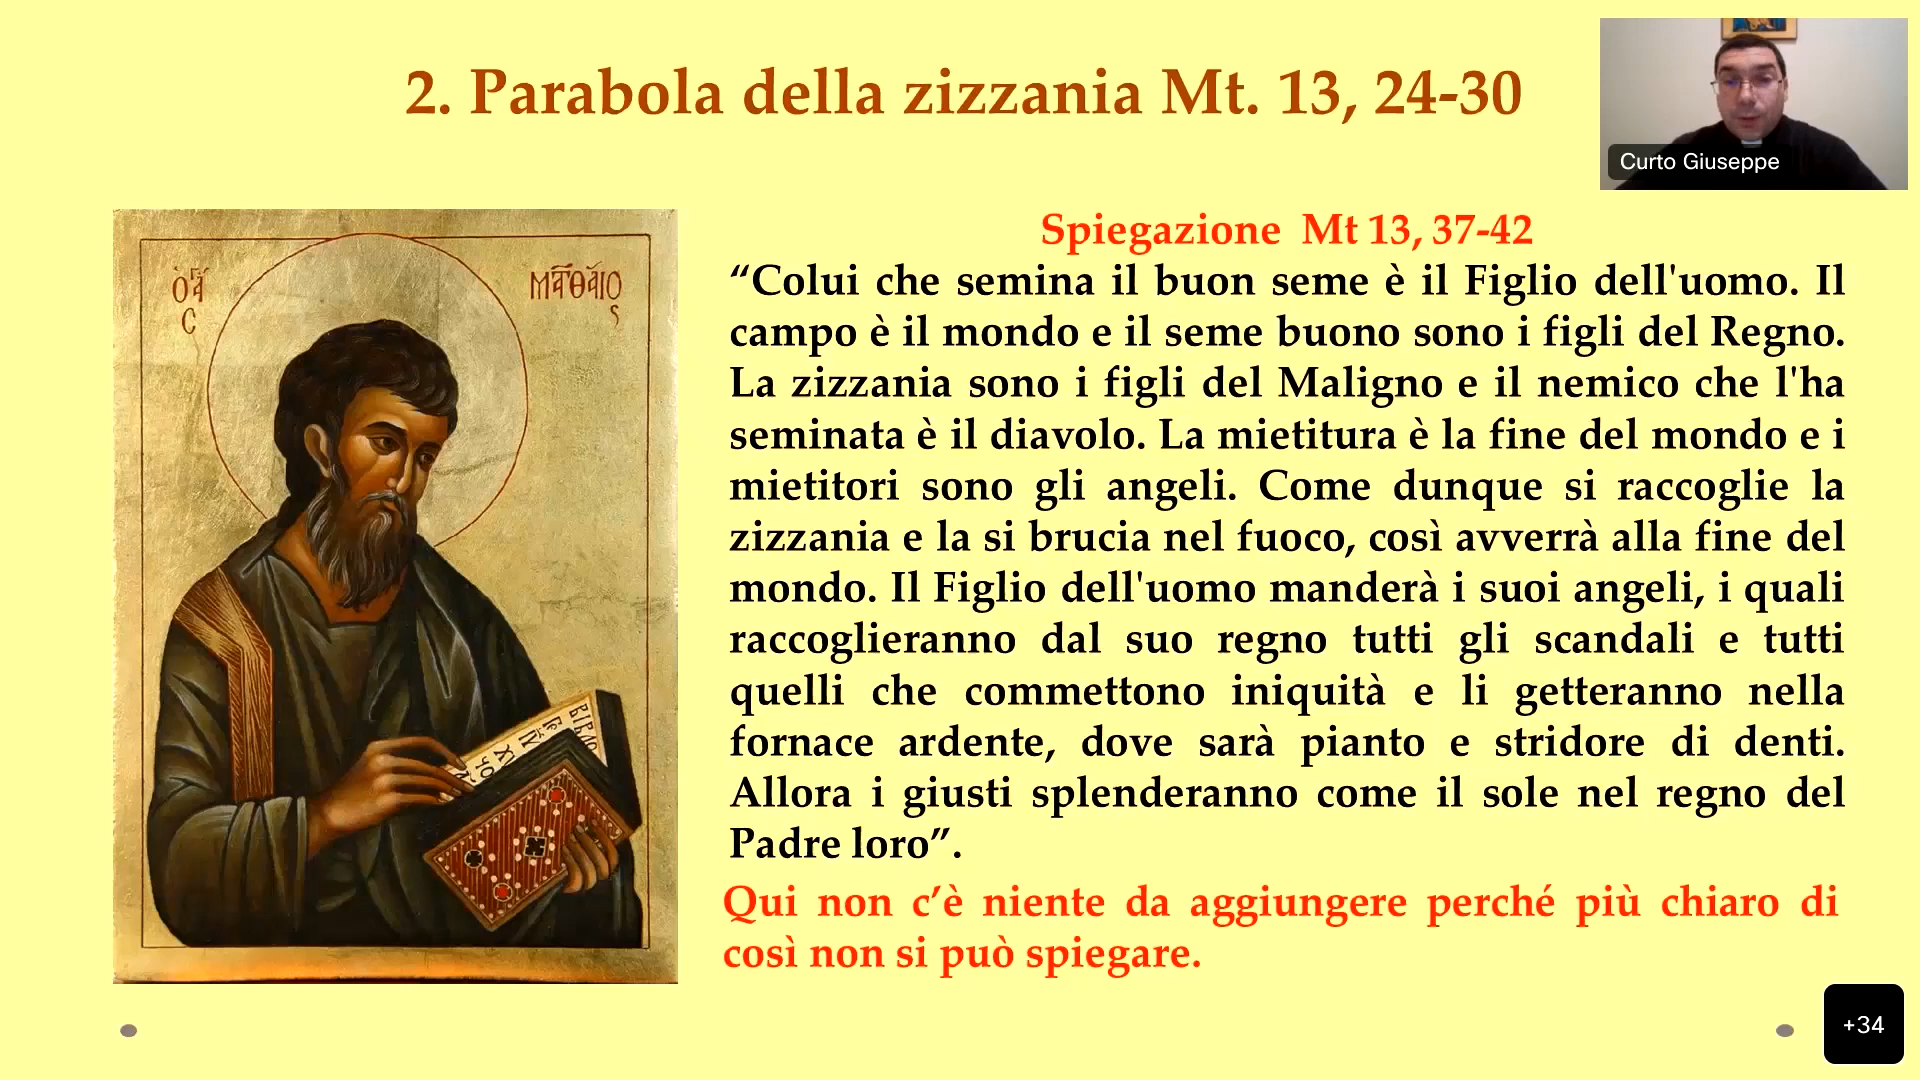 2. Parabola della zizzania Mt. 13, 24-30
Curto Giuseppe
Spiegazione Mt 13, 37-42
“Colui che semina il buon seme è il Figlio dell'uomo. Il
campo è il mondo e il seme buono sono i figli del Regno.
La zizzania sono i figli del Maligno e il nemico che l'ha
seminata è il diavolo. La mietitura è la fine del mondo e i
mietitori sono gli angeli. Come dunque si raccoglie la
zizzania e la si brucia nel fuoco, così avverrà alla fine del
mondo. Il Figlio dell'uomo manderà i suoi angeli, i quali
raccoglieranno dal suo regno tutti gli scandali e tutti
quelli che commettono iniquità e li getteranno nella
fornace ardente, dove sarà pianto e stridore di denti.
Allora i giusti splenderanno come il sole nel regno del
Padre loro”.
Qui non c’è niente da aggiungere perché più chiaro di
così non si può spiegare.
+34